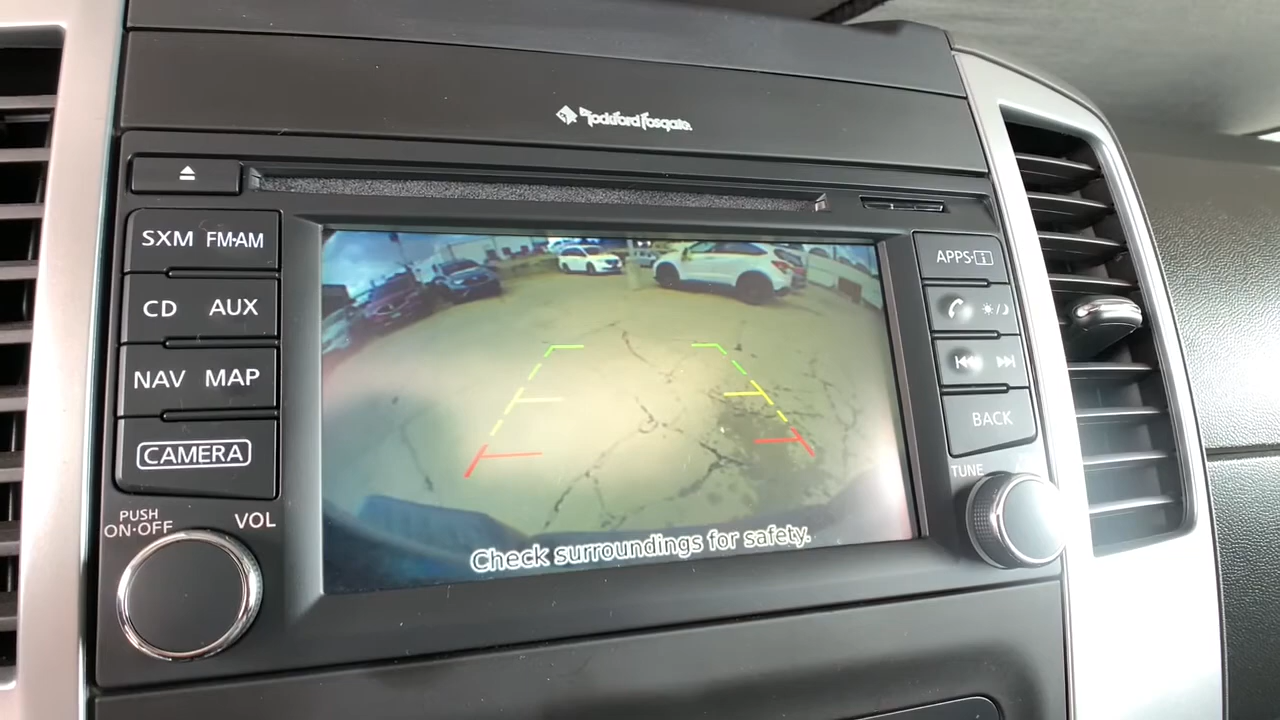 Rockford Fosgate
SXM FM·AM
CD AUX
NAV MAP
CAMERA
PUSH
ON·OFF
VOL
Check surroundings for safety.
APPS·i
BACK
TUNE